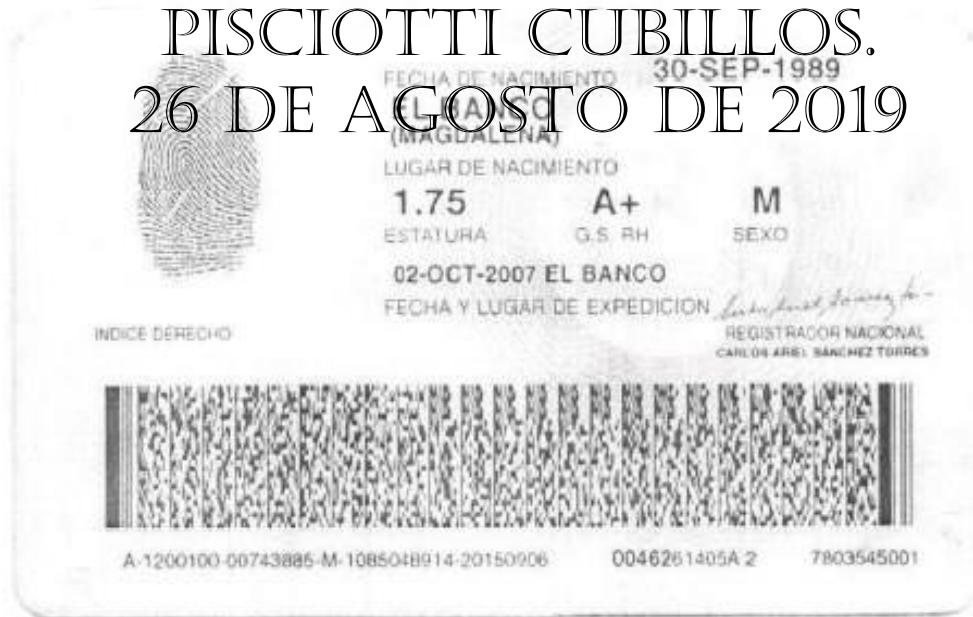 PISCIOTTI CUBILLOS.
FECHA DE NACIMIENTO 30-SEP-1989
26 DE AGOSTO DE 2019
EL BANCO
(MAGDALENA)
LUGAR DE NACIMIENTO
1.75 A+ M
ESTATURA G.S. RH SEXO
02-OCT-2007 EL BANCO
FECHA Y LUGAR DE EXPEDICION
INDICE DERECHO
REGISTRADOR NACIONAL
CARLOS ARIEL SANCHEZ TORRES
A-1200100-00743885-M-1085048914-20150906 0046261405A 2 7803545001